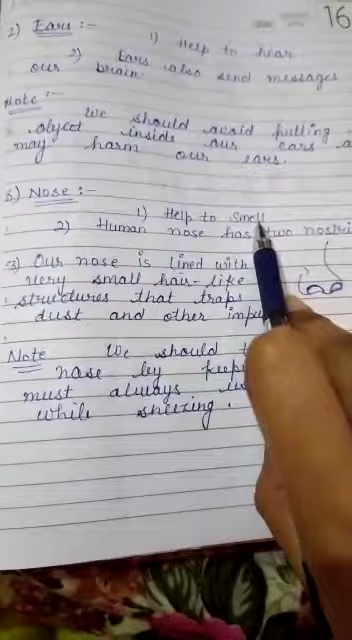 16
2) Ears :-
1) Help to hear
2) Ears also send messages
our brain.
Note :-
We should avoid putting
object inside our ears a
may harm our ears.
3) Nose :-
1) Help to Smell
2) Human nose has two nostri
3) Our nose is lined with
very small hair-like
structures that traps
dust and other impu
Note We should t
nose by keepi
must always us
while sneezing.